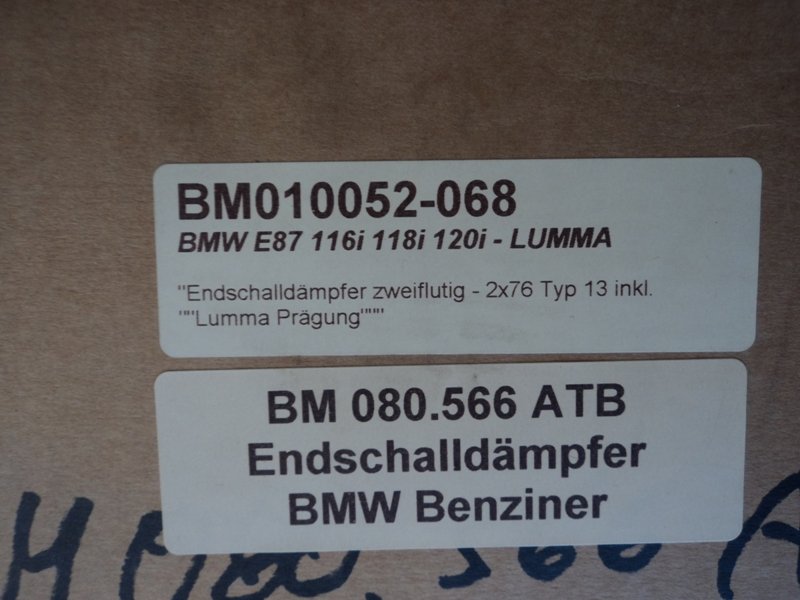 BM010052-068
BMW E87 116i 118i 120i - LUMMA
"Endschalldämpfer zweiflutig - 2x76 Typ 13 inkl.
""'Lumma Prägung'"""
BM 080.566 ATB
Endschalldämpfer
BMW Benziner